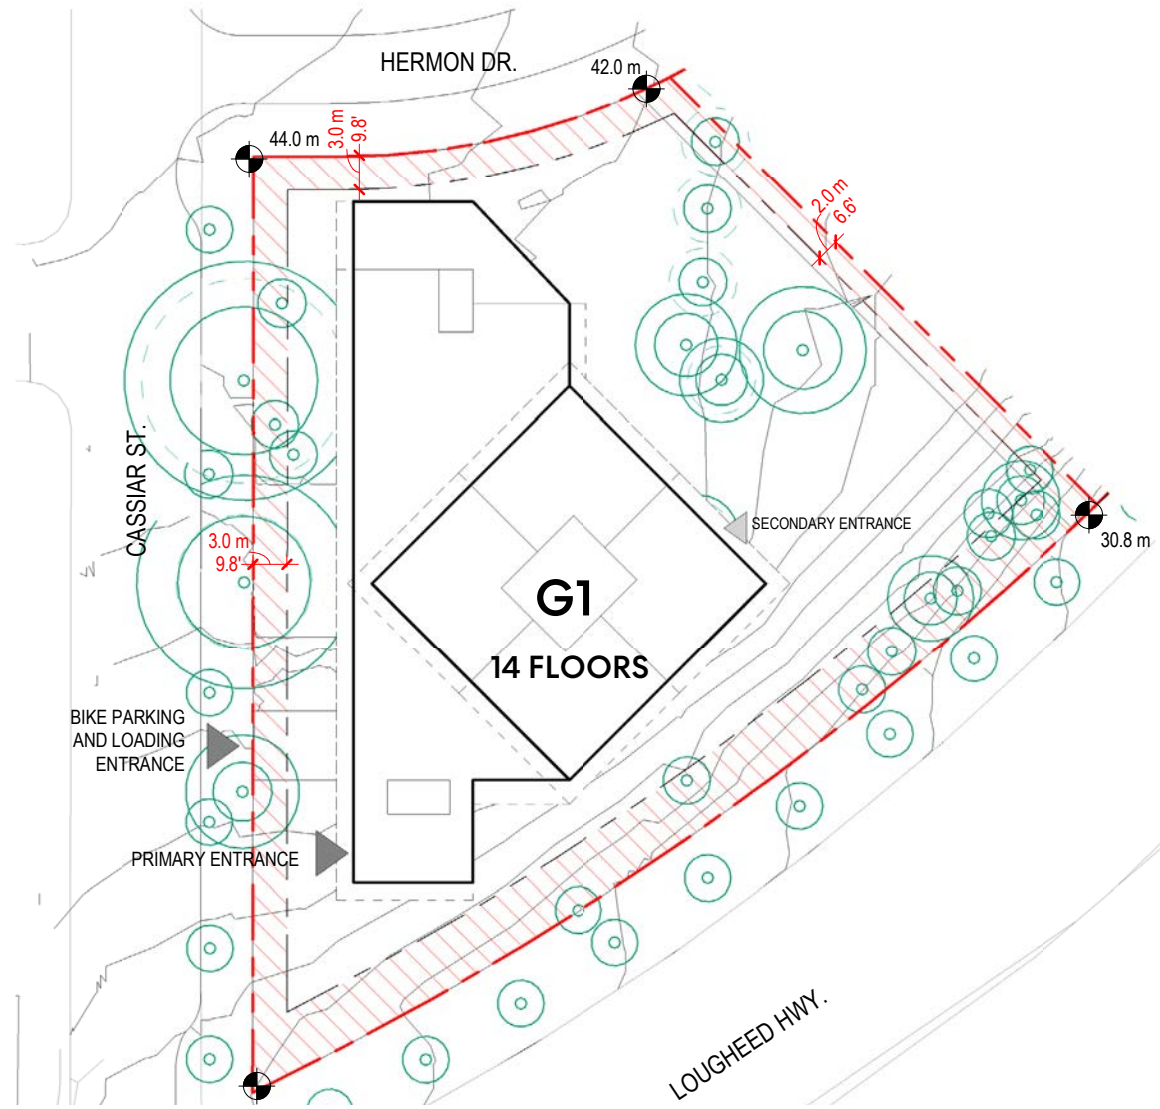 HERMON DR.
42.0 m
44.0 m
3.0 m
9.8'
2.0 m
6.6'
CASSIAR ST.
3.0 m
9.8'
SECONDARY ENTRANCE
30.8 m
G1
14 FLOORS
BIKE PARKING
AND LOADING
ENTRANCE
PRIMARY ENTRANCE
LOUGHEED HWY.